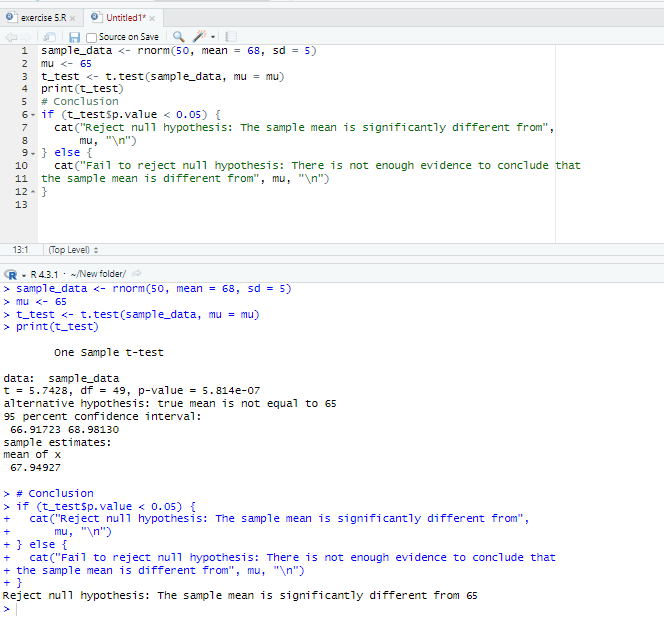 exercise 5.R × Untitled1* ×
Source on Save
1 sample_data <- rnorm(50, mean = 68, sd = 5)
2 mu <- 65
3 t_test <- t.test(sample_data, mu = mu)
4 print(t_test)
5 # Conclusion
6 if (t_test$p.value < 0.05) {
7   cat("Reject null hypothesis: The sample mean is significantly different from",
8       mu, "\n")
9 } else {
10   cat("Fail to reject null hypothesis: There is not enough evidence to conclude that
11 the sample mean is different from", mu, "\n")
12 }
13
13:1 (Top Level)
R R 4.3.1 · ~/New folder/
> sample_data <- rnorm(50, mean = 68, sd = 5)
> mu <- 65
> t_test <- t.test(sample_data, mu = mu)
> print(t_test)
One Sample t-test
data:  sample_data
t = 5.7428, df = 49, p-value = 5.814e-07
alternative hypothesis: true mean is not equal to 65
95 percent confidence interval:
 66.91723 68.98130
sample estimates:
mean of x
 67.94927
> # Conclusion
> if (t_test$p.value < 0.05) {
+   cat("Reject null hypothesis: The sample mean is significantly different from",
+       mu, "\n")
+ } else {
+   cat("Fail to reject null hypothesis: There is not enough evidence to conclude that
+ the sample mean is different from", mu, "\n")
+ }
Reject null hypothesis: The sample mean is significantly different from 65
>